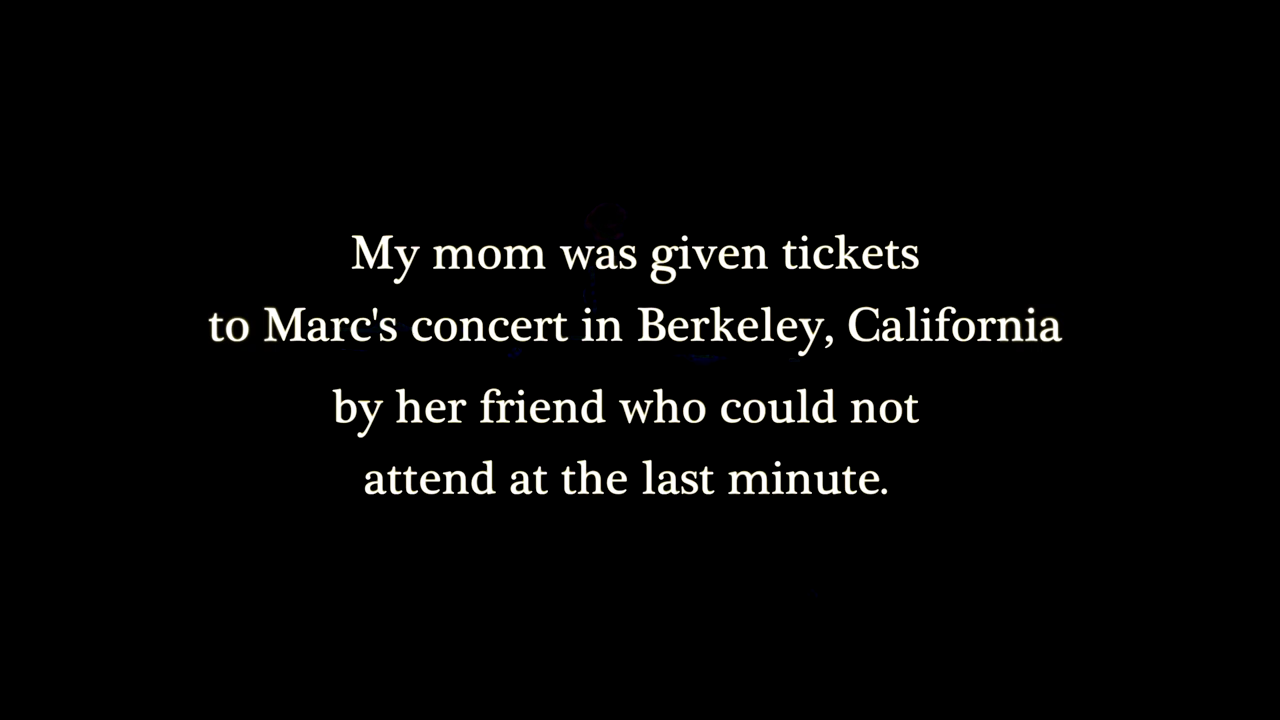 My mom was given tickets
to Marc's concert in Berkeley, California
by her friend who could not
attend at the last minute.